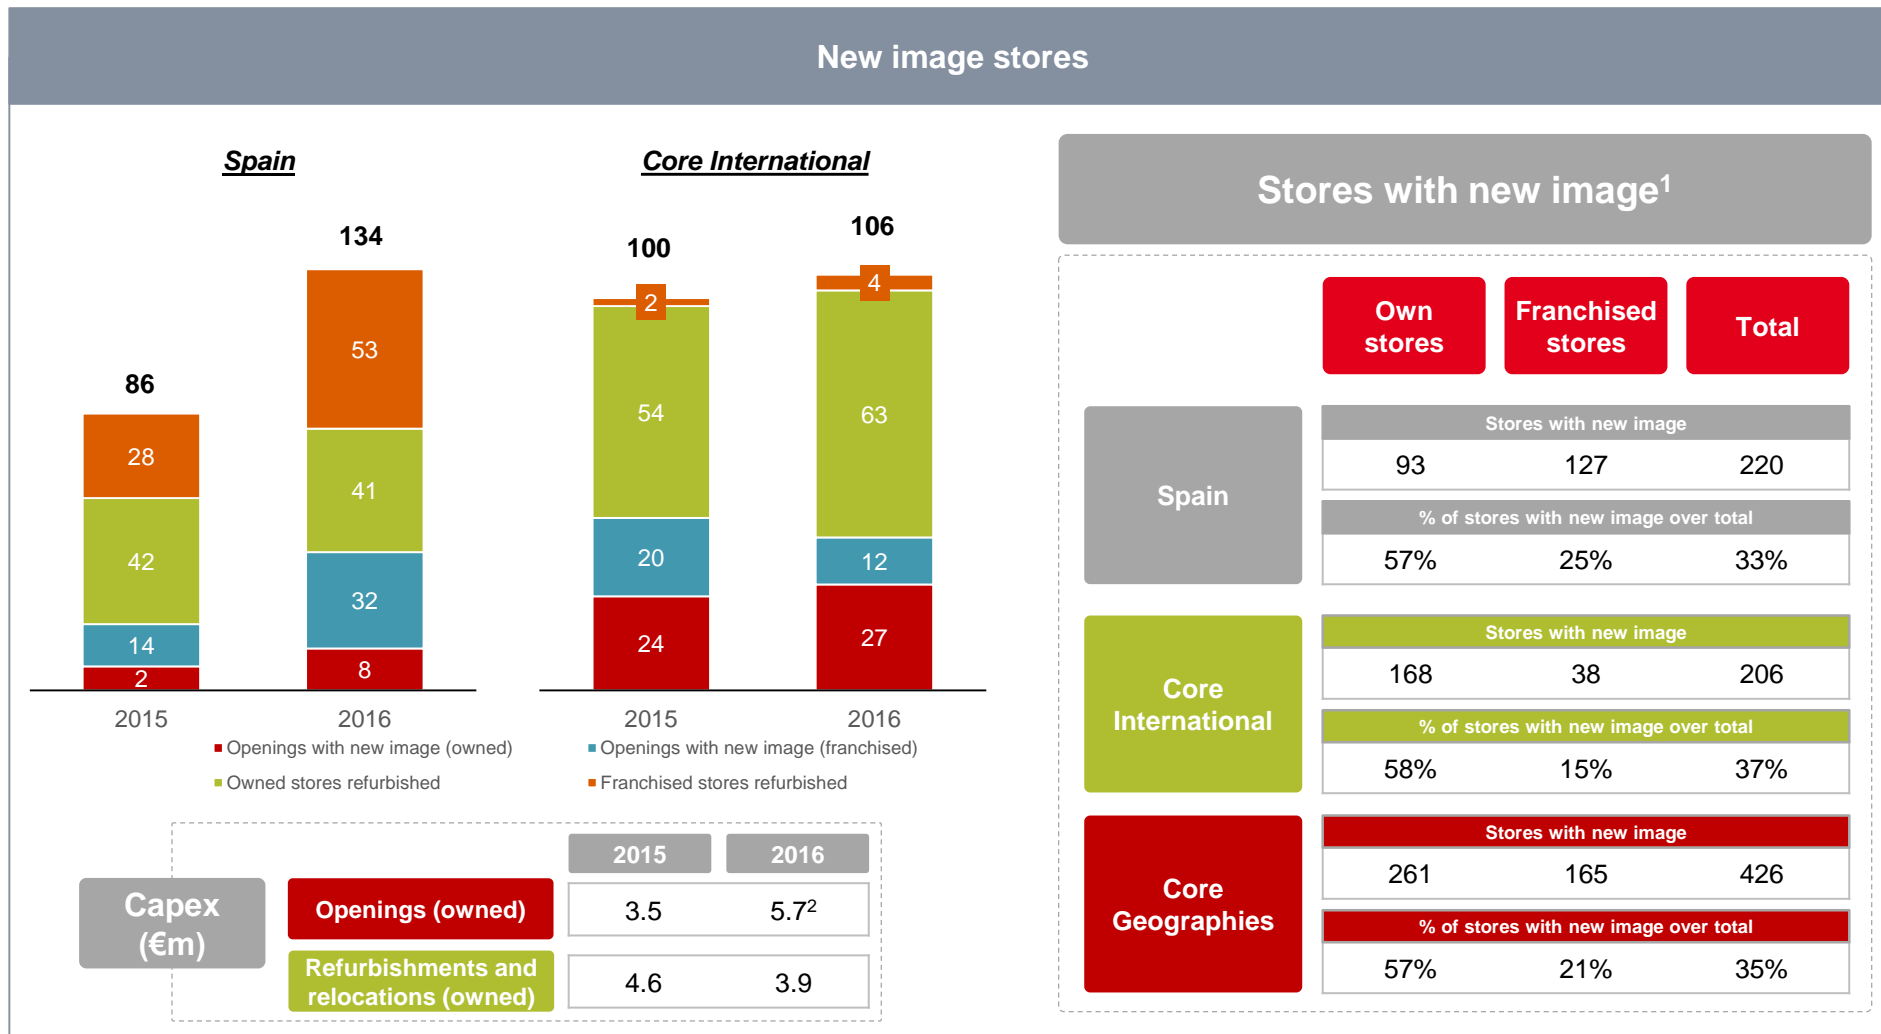 New image stores
Spain
Core International
86
134
100
106
28
42
14
2
53
41
32
8
2
54
20
24
4
63
12
27
2015
2016
2015
2016
Openings with new image (owned)
Openings with new image (franchised)
Owned stores refurbished
Franchised stores refurbished
Capex
(€m)
2015
2016
Openings (owned)
3.5
5.7²
Refurbishments and
relocations (owned)
4.6
3.9
Stores with new image¹
Own
stores
Franchised
stores
Total
Spain
Stores with new image
93
127
220
% of stores with new image over total
57%
25%
33%
Core
International
Stores with new image
168
38
206
% of stores with new image over total
58%
15%
37%
Core
Geographies
Stores with new image
261
165
426
% of stores with new image over total
57%
21%
35%